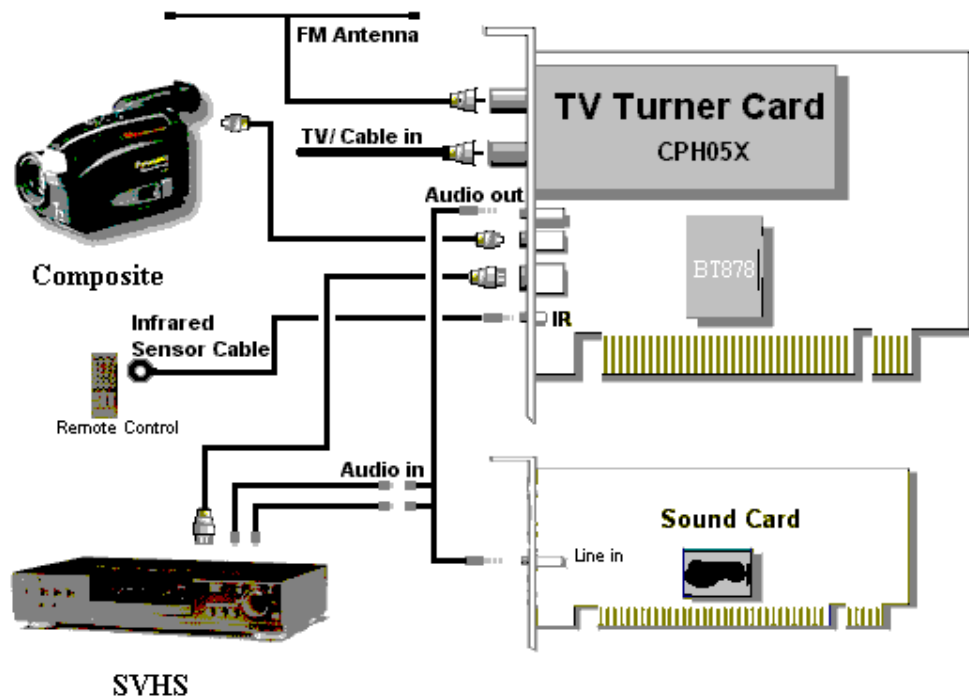 FM Antenna
TV Turner Card
CPH05X
TV/ Cable in
Audio out
BT878
Composite
IR
Infrared
Sensor Cable
Remote Control
Audio in
Sound Card
Line in
SVHS